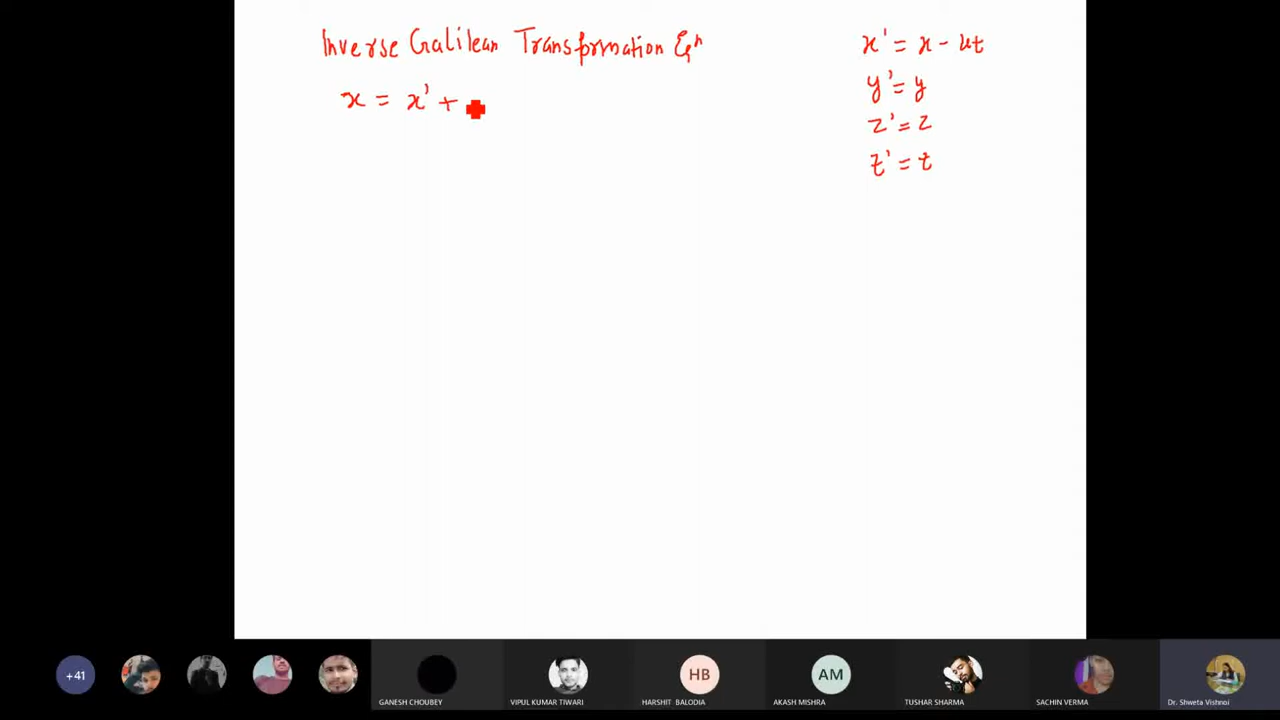 Inverse Galilean Transformation Eqⁿ
x = x' +
x' = x - ut
y' = y
z' = z
t' = t
+41
GANESH CHOUBEY
VIPUL KUMAR TIWARI
HB
HARSHIT BALODIA
AM
AKASH MISHRA
TUSHAR SHARMA
SACHIN VERMA
Dr. Shweta Vishnoi